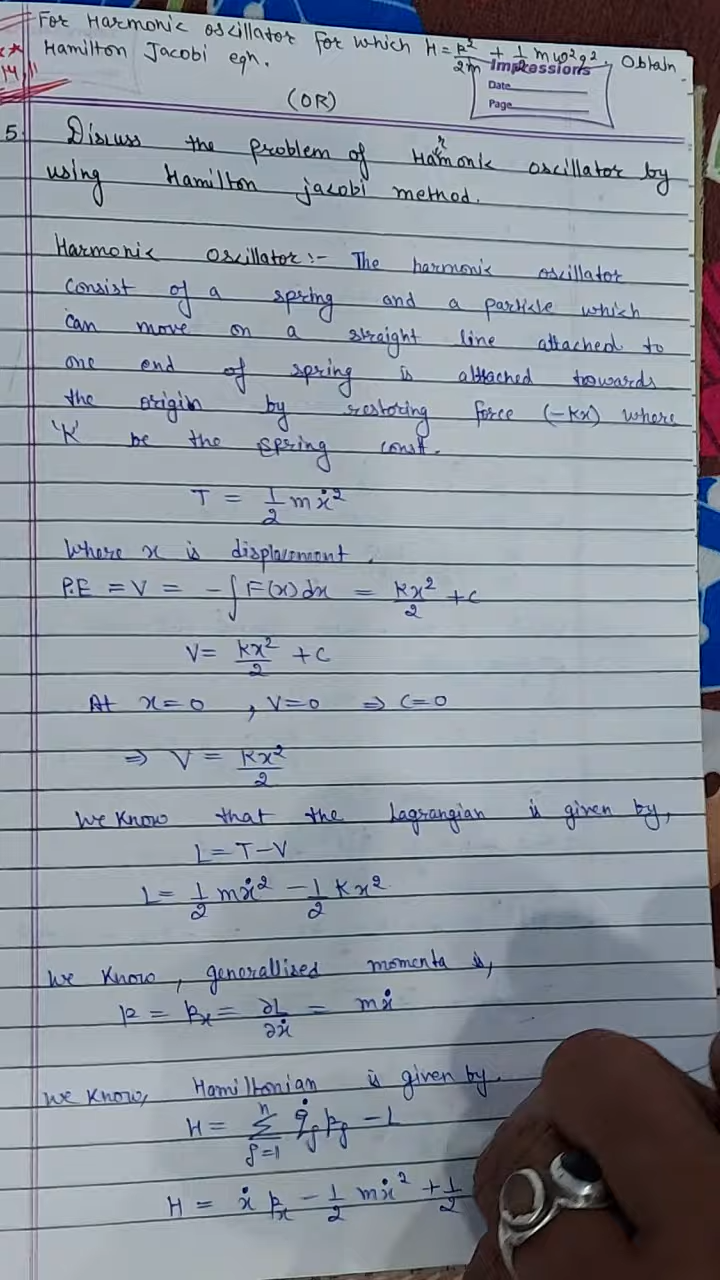 For Harmonic oscillator for which H = p²/2m + 1/2 mω²q², Obtain
Hamilton Jacobi eqn.
14
Impressions
Date
Page
(OR)
5. Discuss the problem of Hamonic oscillator by
r
using Hamilton jacobi method.
Harmonic oscillator:- The harmonic oscillator
consist of a spring and a particle which
can move on a straight line attached to
one end of spring is attached towards
the origin by restoring force (-Kx) where
'K' be the spring const.
T = 1/2 mẋ²
Where x is displacement.
P.E = V = -∫F(x)dx = kx²/2 + c
V = kx²/2 + c
At x=0 , V=0 ⇒ C=0
⇒ V = Kx²/2
We know that the Lagrangian is given by,
L = T-V
L = 1/2 mẋ² - 1/2 Kx²
We know, generallised momenta is,
p = pₓ = ∂L/∂ẋ = mẋ
We know, Hamiltonian is given by.
H = Σⁿ q̇ⱼpⱼ - L
j=1
H = ẋ pₓ - 1/2 mẋ² + 1/2